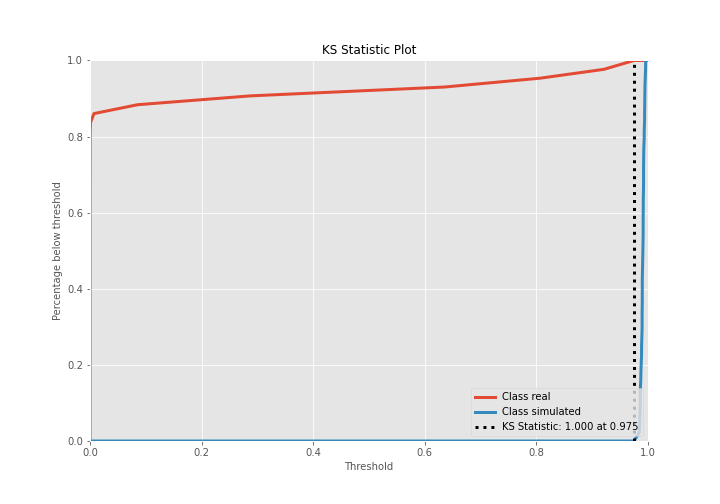 KS Statistic Plot
1.0
0.8
0.6
0.4
0.2
0.0
Percentage below threshold
0.0 0.2 0.4 0.6 0.8 1.0
Threshold
Class real
Class simulated
KS Statistic: 1.000 at 0.975